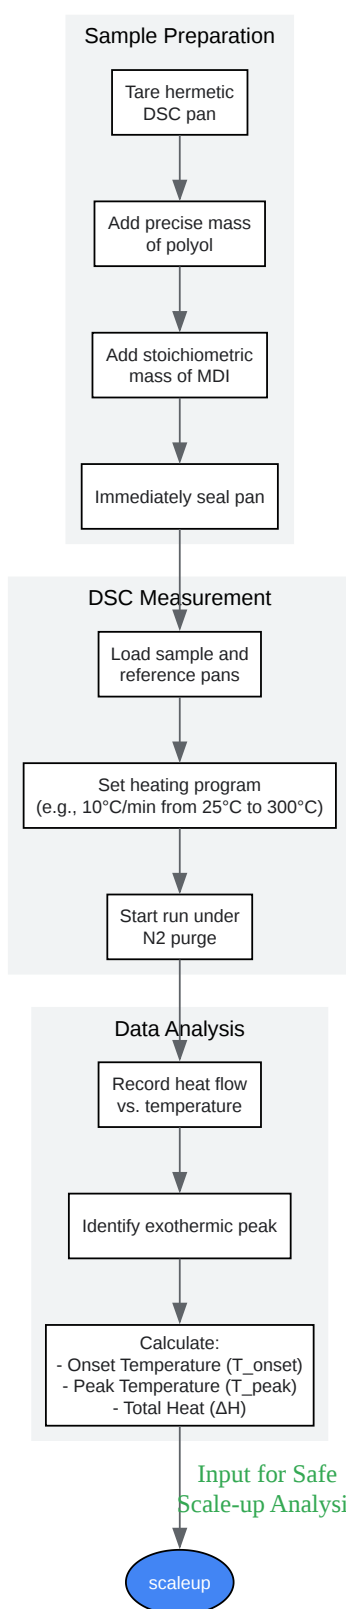 Sample Preparation
Tare hermetic
DSC pan
Add precise mass
of polyol
Add stoichiometric
mass of MDI
Immediately seal pan
DSC Measurement
Load sample and
reference pans
Set heating program
(e.g., 10°C/min from 25°C to 300°C)
Start run under
N2 purge
Data Analysis
Record heat flow
vs. temperature
Identify exothermic peak
Calculate:
- Onset Temperature (T_onset)
- Peak Temperature (T_peak)
- Total Heat (ΔH)
Input for Safe
Scale-up Analysi
scaleup